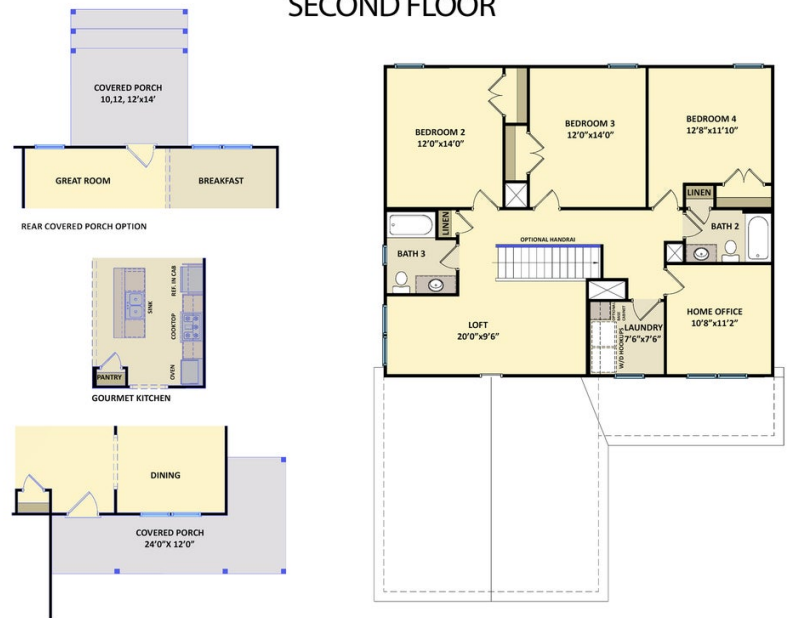 SECOND FLOOR
COVERED PORCH
10,12, 12'x14'
GREAT ROOM
BREAKFAST
REAR COVERED PORCH OPTION
SINK
REF. IN CAB
COOKTOP
OVEN
PANTRY
GOURMET KITCHEN
DINING
COVERED PORCH
24'0"X 12'0"
BEDROOM 2
12'0"x14'0"
BEDROOM 3
12'0"x14'0"
BEDROOM 4
12'8"x11'10"
LINEN
LINEN
BATH 2
OPTIONAL HANDRAI
BATH 3
LOFT
20'0"x9'6"
W/D HOOKUPS
OPTIONAL
BASE
CABINET
LAUNDRY
7'6"x7'6"
HOME OFFICE
10'8"x11'2"